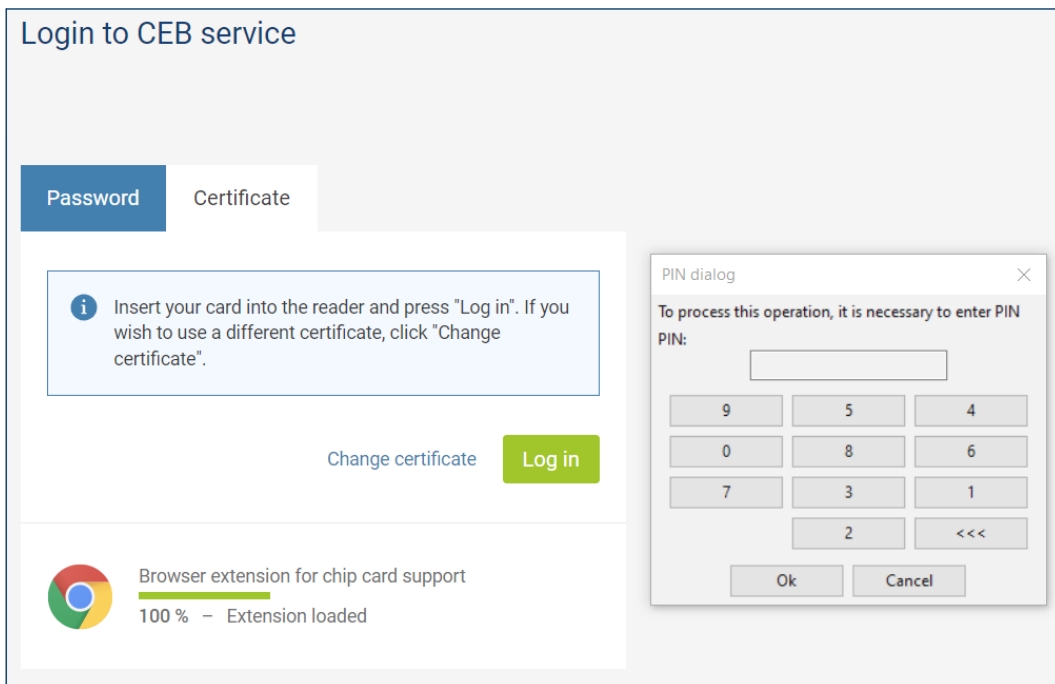 Login to CEB service
Password
Certificate
Insert your card into the reader and press "Log in". If you
wish to use a different certificate, click "Change
certificate".
Change certificate
Log in
Browser extension for chip card support
100 % – Extension loaded
PIN dialog
To process this operation, it is necessary to enter PIN
PIN:
9 5 4
0 8 6
7 3 1
2 <<<
Ok Cancel